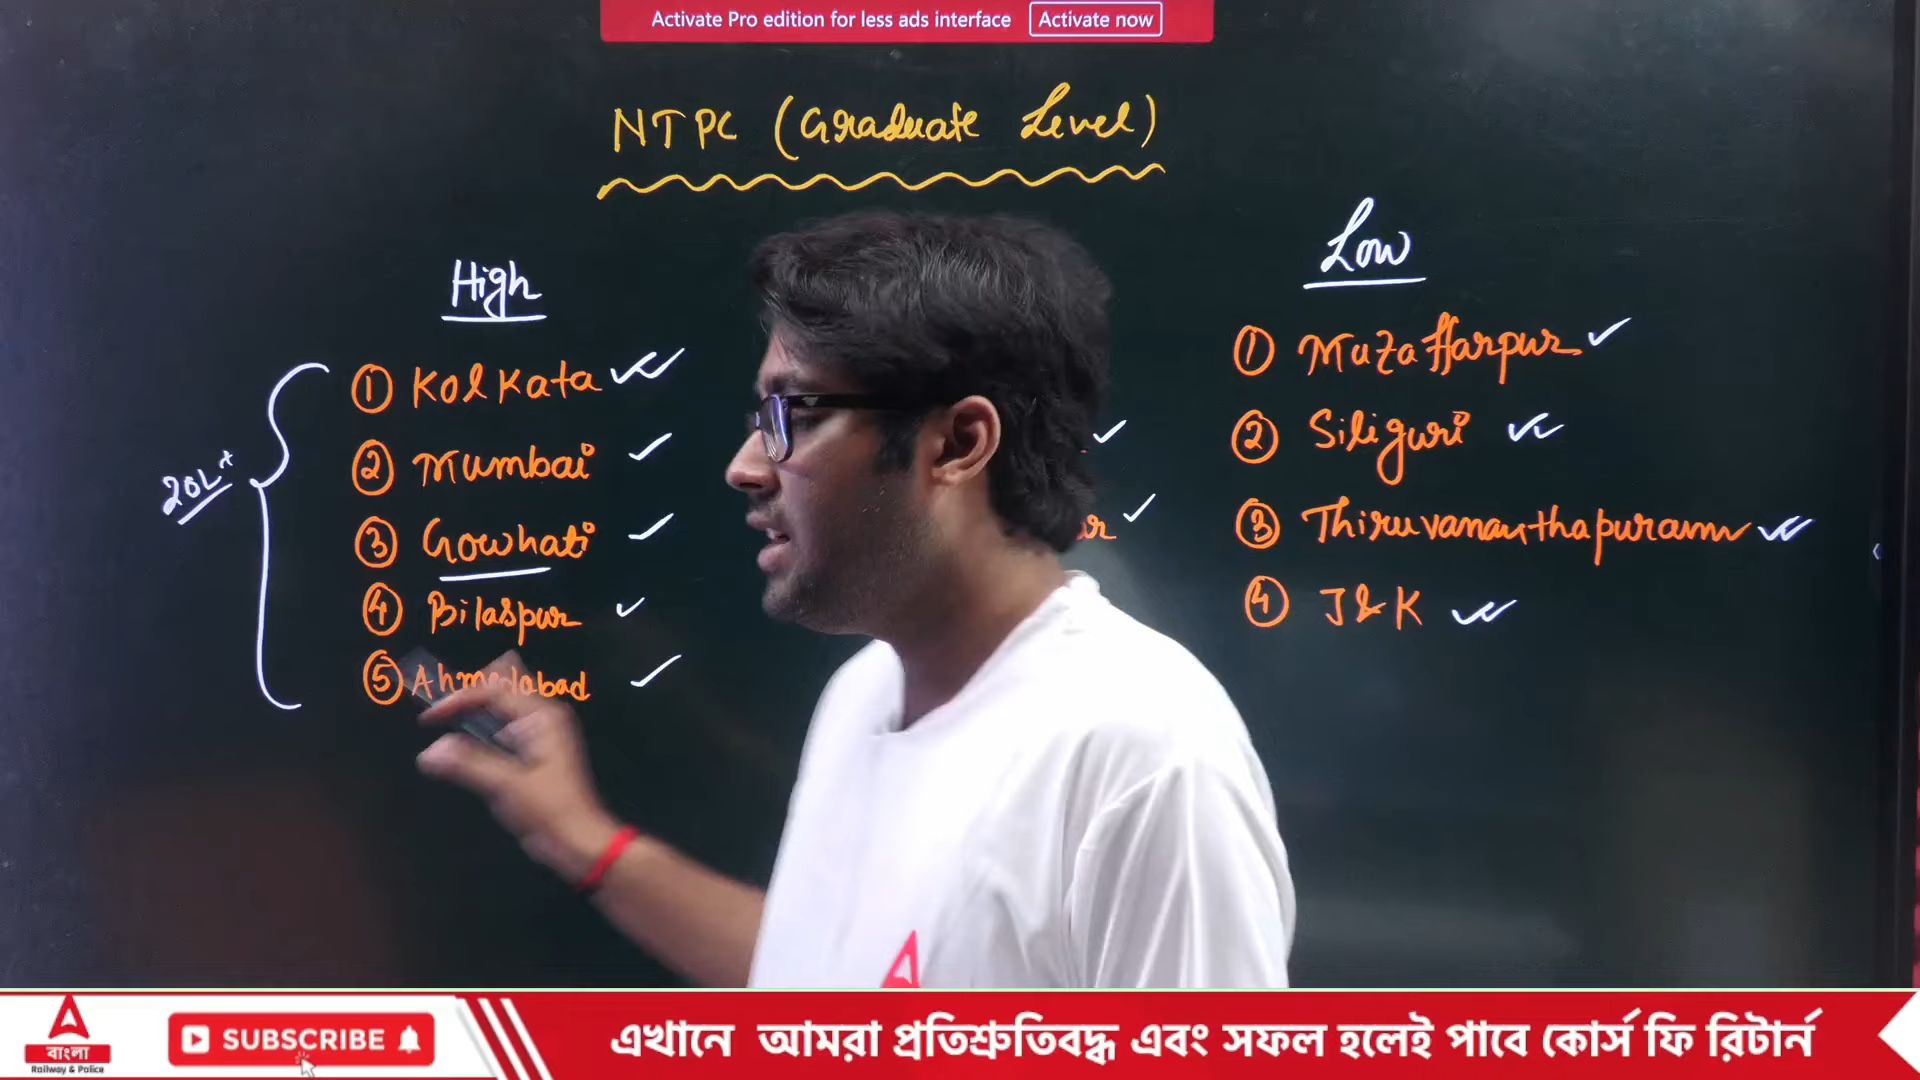 Activate Pro edition for less ads interface Activate now
NTPC (Graduate Level)
High
① Kolkata
② Mumbai
③ Gowhati
④ Bilaspur
⑤ Ahmedabad
20L+
Low
① Muzaffarpur
② Siliguri
③ Thiruvananthapuram
④ J&K
বাংলা
Railway & Police
SUBSCRIBE
এখানে আমরা প্রতিশ্রুতিবদ্ধ এবং সফল হলেই পাবে কোর্স ফি রিটার্ন